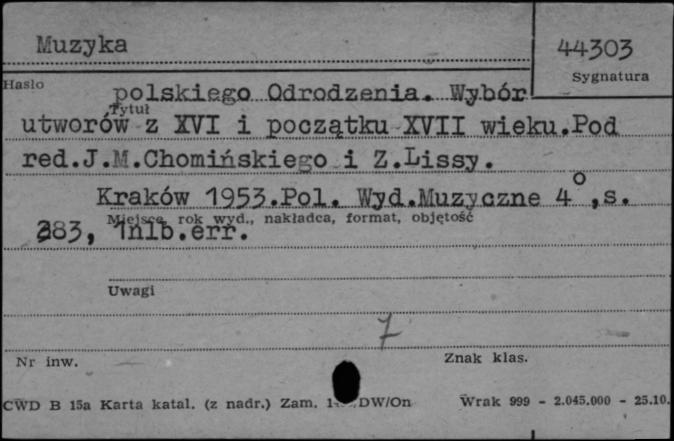 Muzyka
44303
Hasło
Sygnatura
polskiego Odrodzenia. Wybór
Tytuł
utworów z XVI i początku XVII wieku.Pod
red.J.M.Chomińskiego i Z.Lissy.
Kraków 1953.Pol. Wyd.Muzyczne 4°,s.
Miejsce, rok wyd., nakładca, format, objętość
283, 1nlb.err.
Uwagi
7
Nr inw.
Znak klas.
CWD B 15a Karta katal. (z nadr.) Zam. DW/On Wrak 999 - 2.045.000 - 25.10.